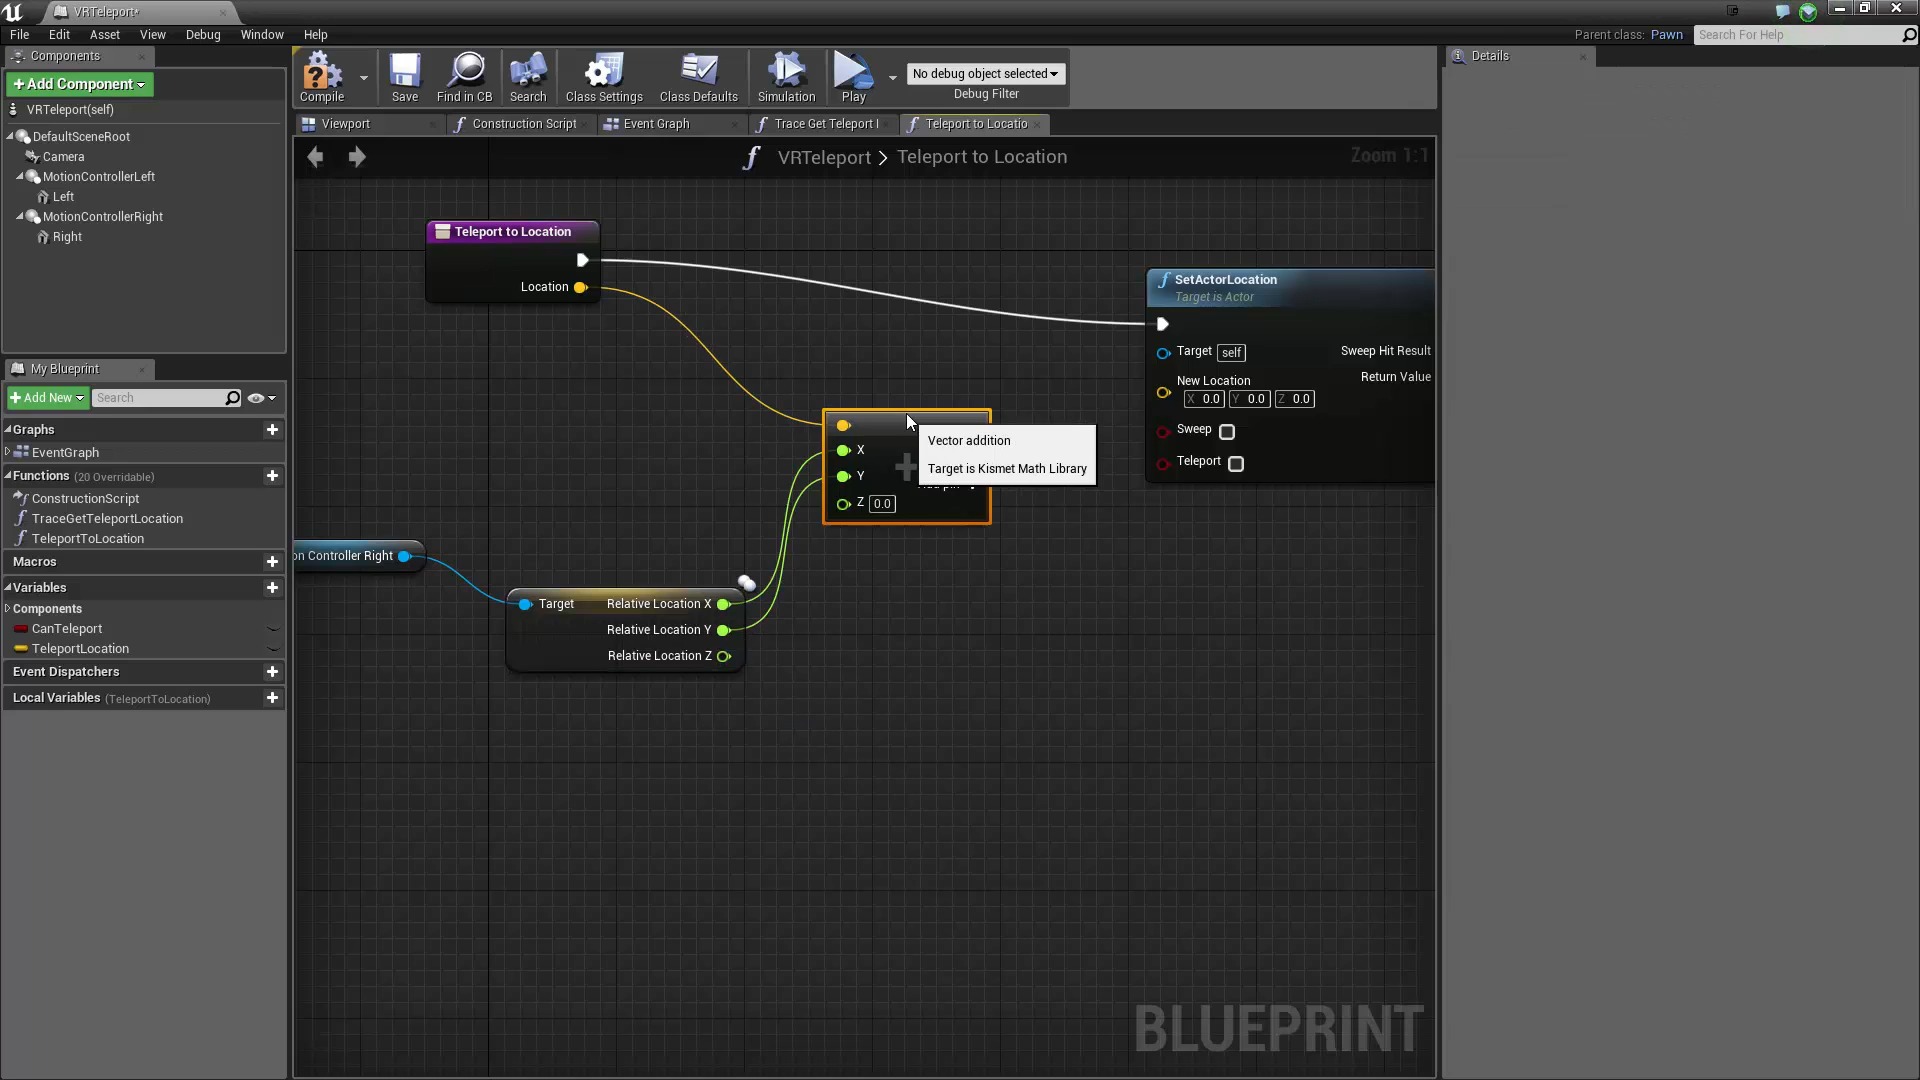 VRTeleport*
File Edit Asset View Debug Window Help
Parent class: Pawn Search For Help
Components
Add Component
VRTeleport(self)
DefaultSceneRoot
Camera
MotionControllerLeft
Left
MotionControllerRight
Right
My Blueprint
Add New Search
Graphs
EventGraph
Functions (20 Overridable)
ConstructionScript
TraceGetTeleportLocation
TeleportToLocation
Macros
Variables
Components
CanTeleport
TeleportLocation
Event Dispatchers
Local Variables (TeleportToLocation)
Compile Save Find in CB Search Class Settings Class Defaults Simulation Play
No debug object selected
Debug Filter
Viewport Construction Script Event Graph Trace Get Teleport l Teleport to Locatio
VRTeleport > Teleport to Location
Zoom 1:1
Teleport to Location
Location
SetActorLocation
Target is Actor
Target self Sweep Hit Result
Return Value
New Location
X 0.0 Y 0.0 Z 0.0
Sweep
Teleport
X
Y
Z 0.0
Vector addition
Target is Kismet Math Library
on Controller Right
Target Relative Location X
Relative Location Y
Relative Location Z
BLUEPRINT
Details